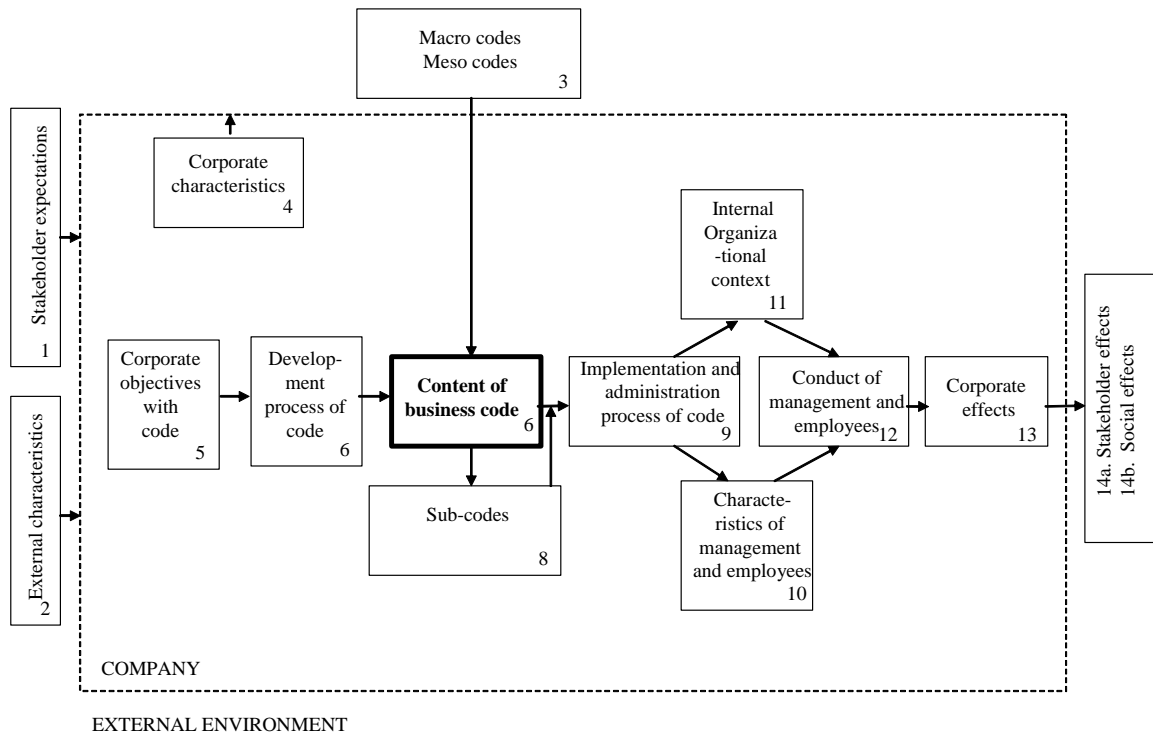 Macro codes
Meso codes
3
Stakeholder expectations
1
Corporate
characteristics
4
Internal
Organiza
-tional
context
11
14a. Stakeholder effects
14b. Social effects
Corporate
objectives
with
code
5
Develop-
ment
process of
code
6
Content of
business code
6
Implementation and
administration
process of code
9
Conduct of
management and
employees
12
Corporate
effects
13
External characteristics
2
Sub-codes
8
Characte-
ristics of
management
and employees
10
COMPANY
EXTERNAL ENVIRONMENT